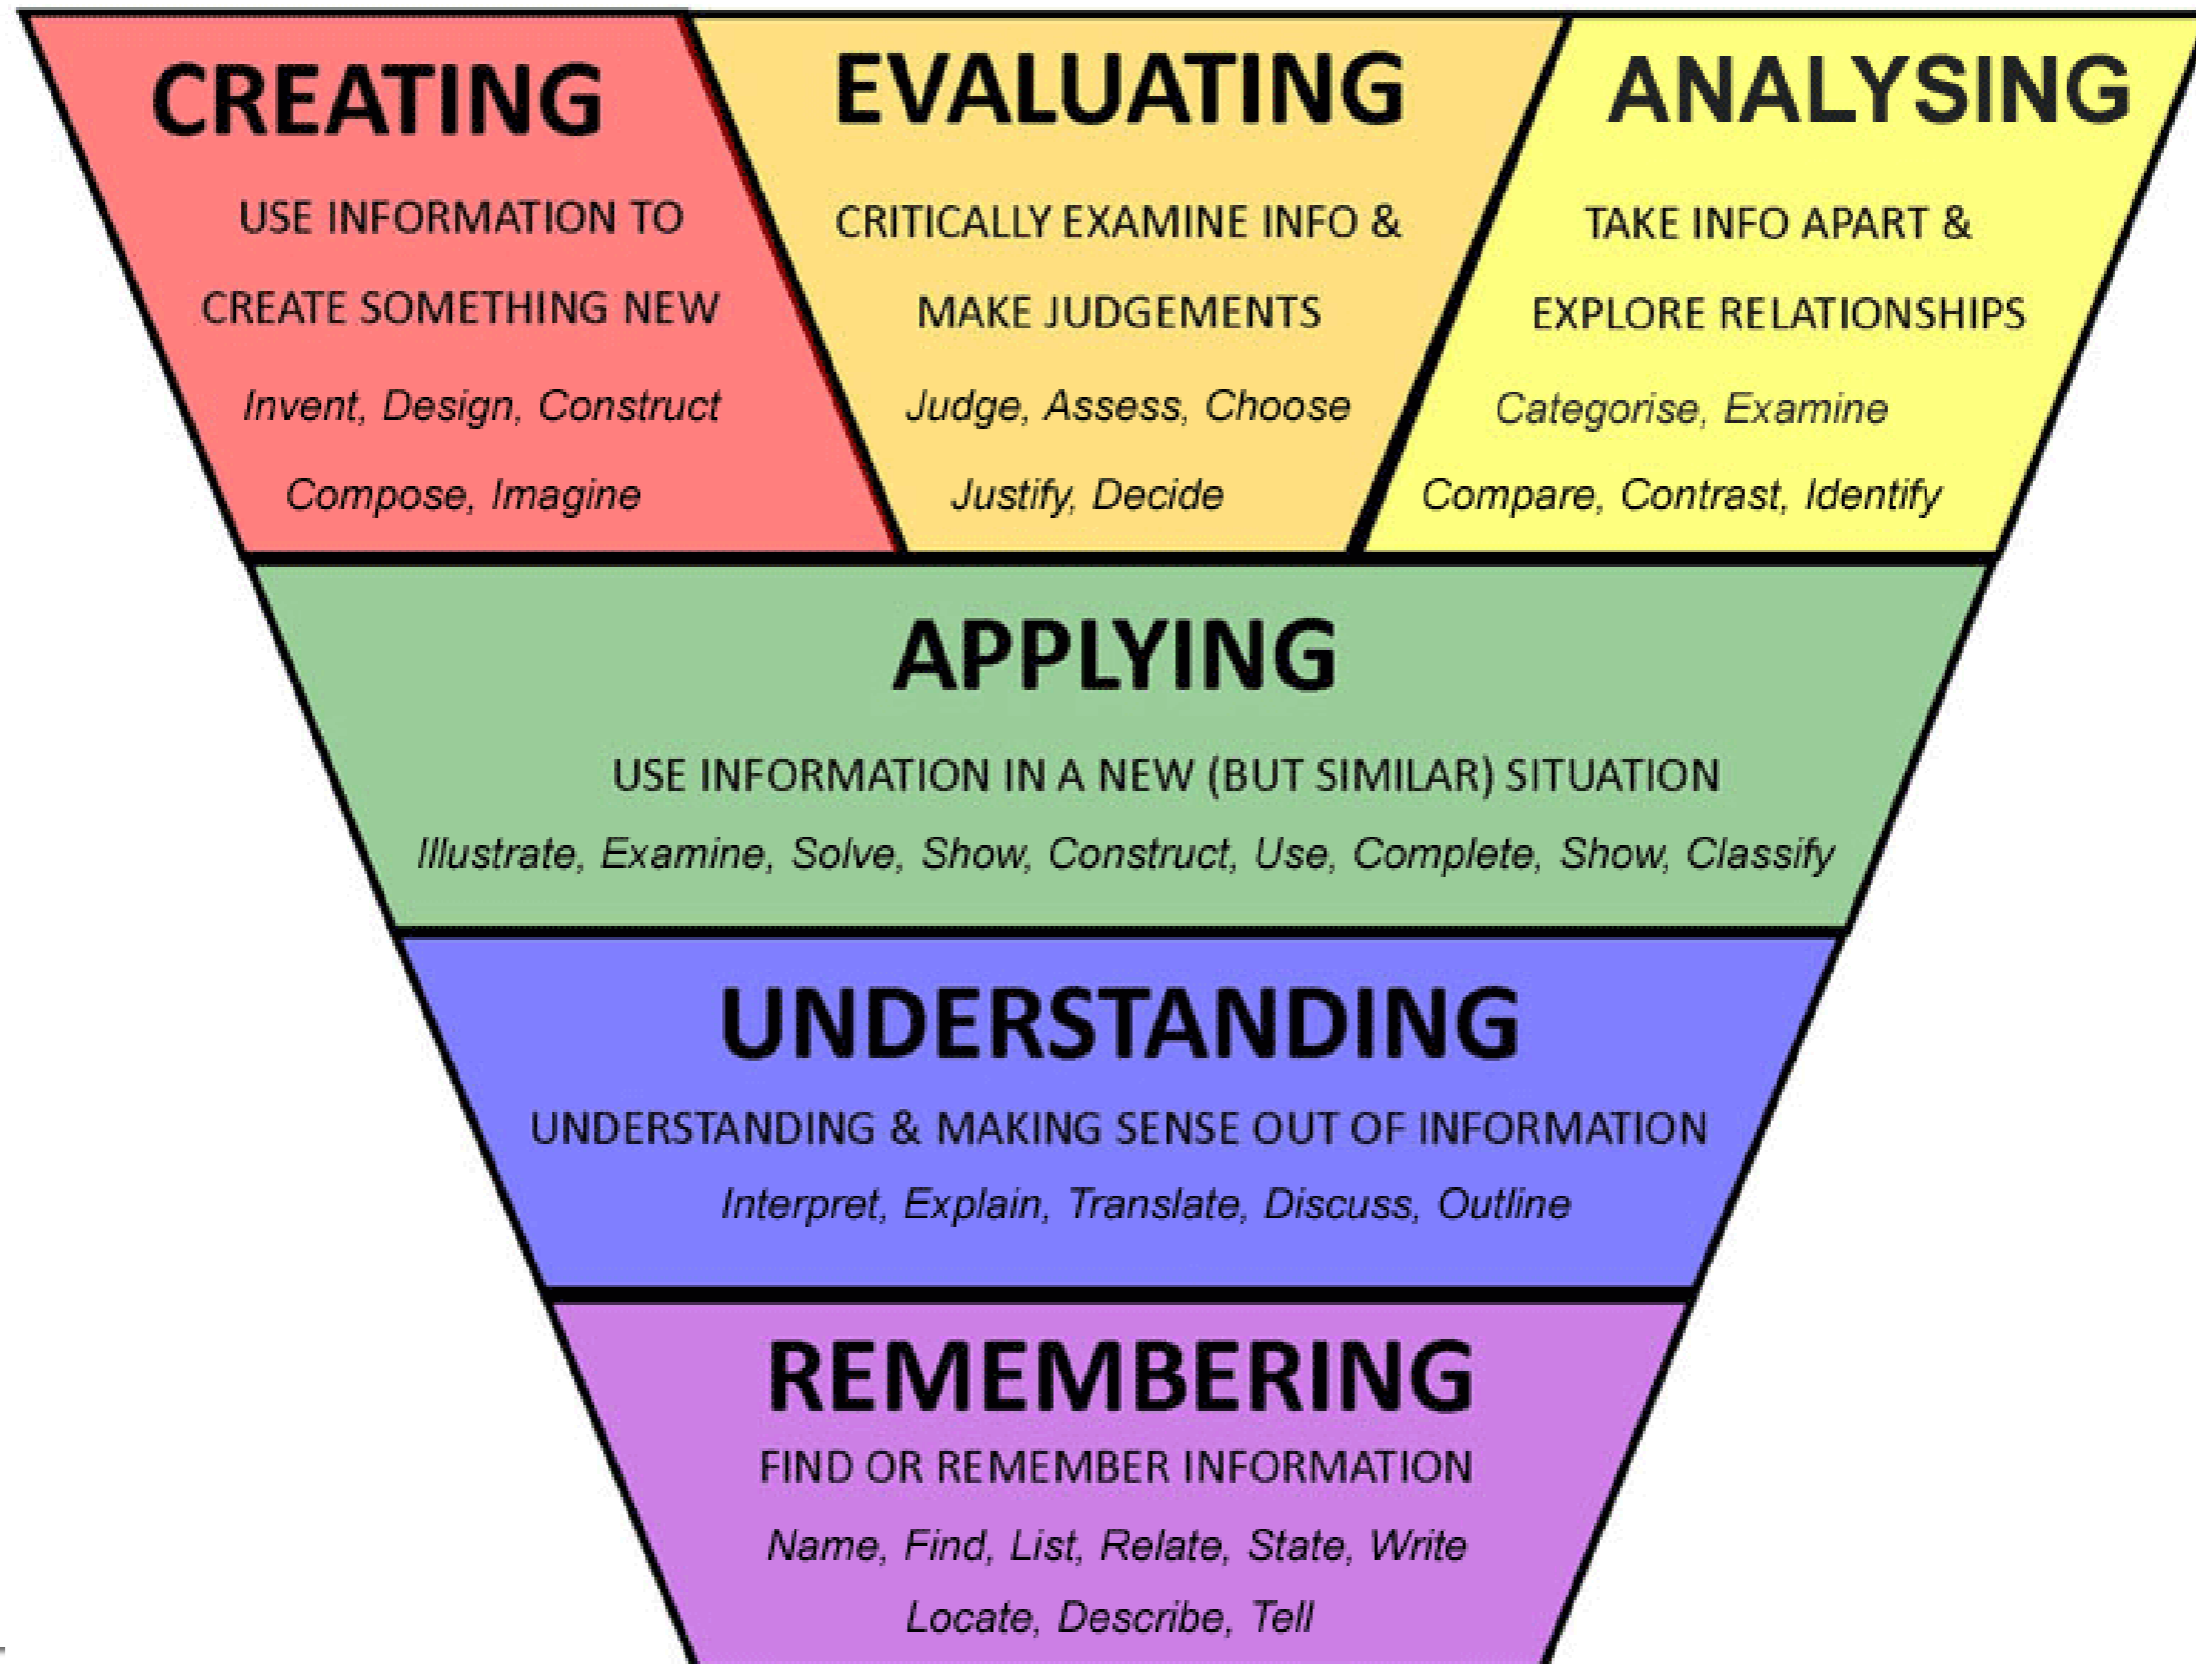 CREATING
USE INFORMATION TO
CREATE SOMETHING NEW
Invent, Design, Construct
Compose, Imagine
EVALUATING
CRITICALLY EXAMINE INFO &
MAKE JUDGEMENTS
Judge, Assess, Choose
Justify, Decide
ANALYSING
TAKE INFO APART &
EXPLORE RELATIONSHIPS
Categorise, Examine
Compare, Contrast, Identify
APPLYING
USE INFORMATION IN A NEW (BUT SIMILAR) SITUATION
Illustrate, Examine, Solve, Show, Construct, Use, Complete, Show, Classify
UNDERSTANDING
UNDERSTANDING & MAKING SENSE OUT OF INFORMATION
Interpret, Explain, Translate, Discuss, Outline
REMEMBERING
FIND OR REMEMBER INFORMATION
Name, Find, List, Relate, State, Write
Locate, Describe, Tell